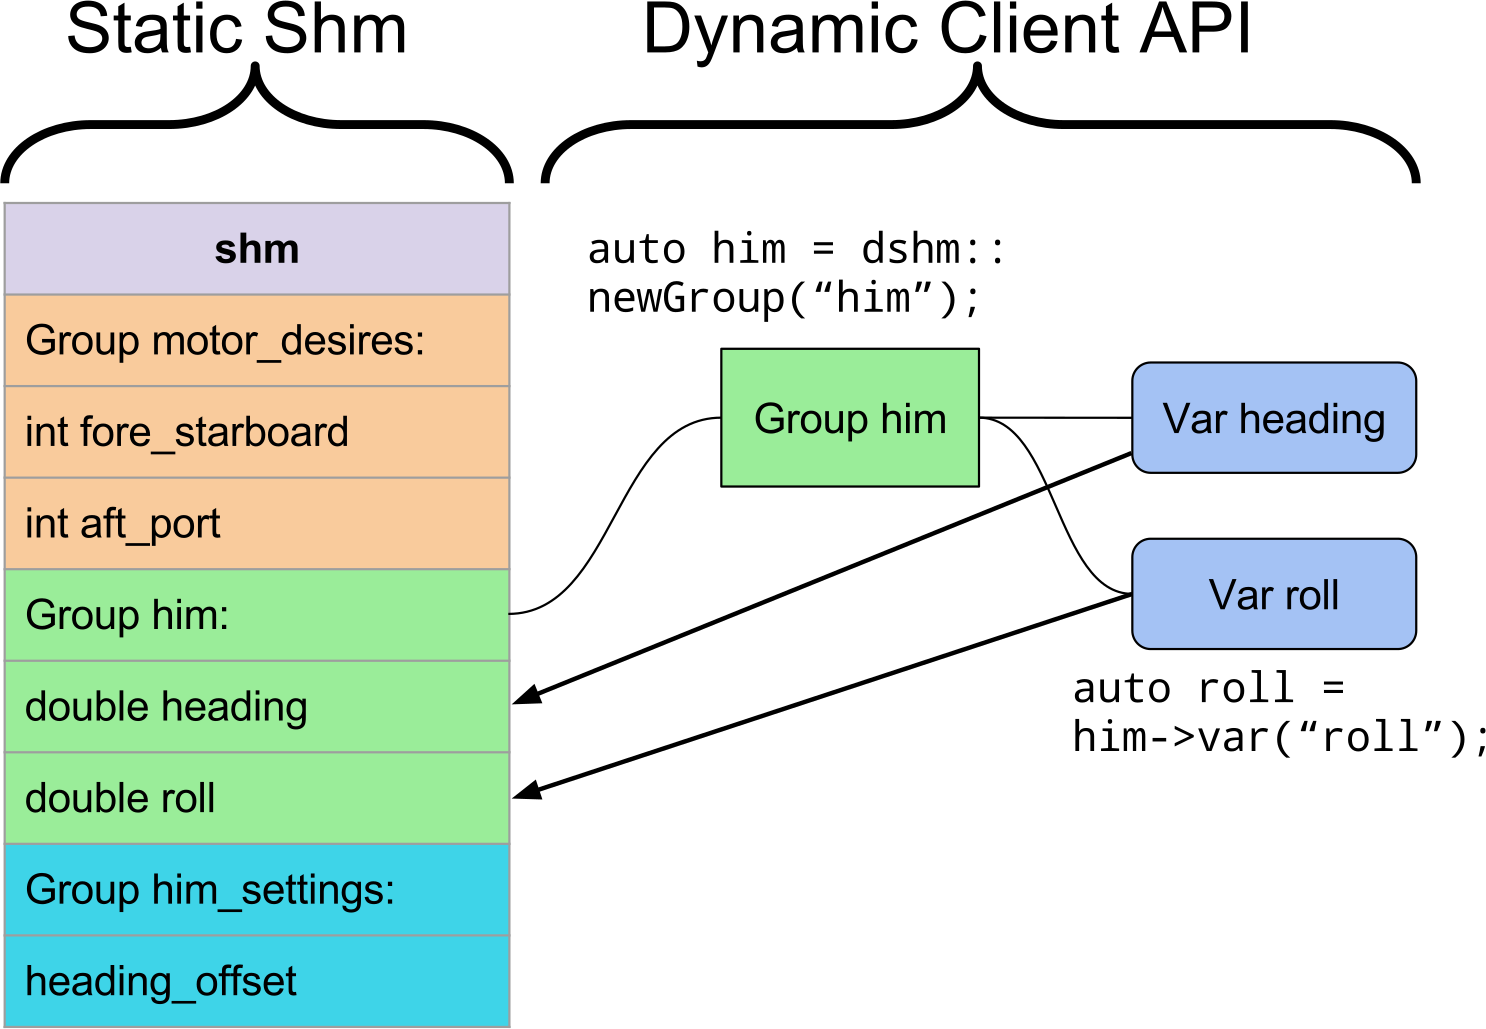 Static Shm
Dynamic Client API
shm
Group motor_desires:
int fore_starboard
int aft_port
Group him:
double heading
double roll
Group him_settings:
heading_offset
auto him = dshm::
newGroup(“him”);
Group him
Var heading
Var roll
auto roll =
him->var(“roll”);